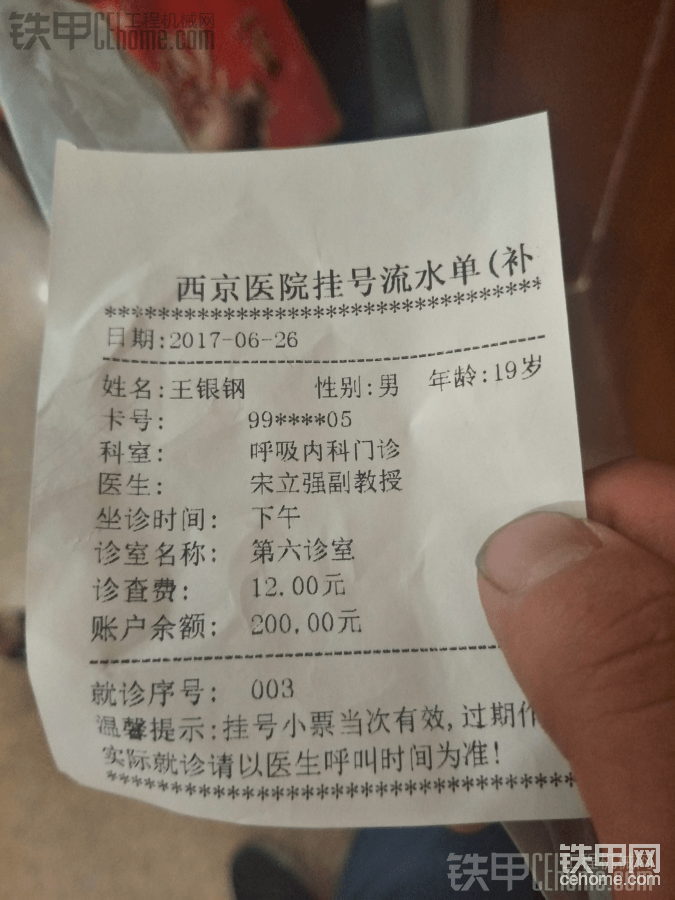 铁甲 工程机械网
CEhome.com
西京医院挂号流水单(补
******************************
日期:2017-06-26
姓名:王银钢 性别:男 年龄:19岁
卡号: 99****05
科室: 呼吸内科门诊
医生: 宋立强副教授
坐诊时间: 下午
诊室名称: 第六诊室
诊查费: 12.00元
账户余额: 200.00元
就诊序号: 003
温馨提示:挂号小票当次有效,过期作
实际就诊请以医生呼叫时间为准!
******************************
铁甲网
cehome.com